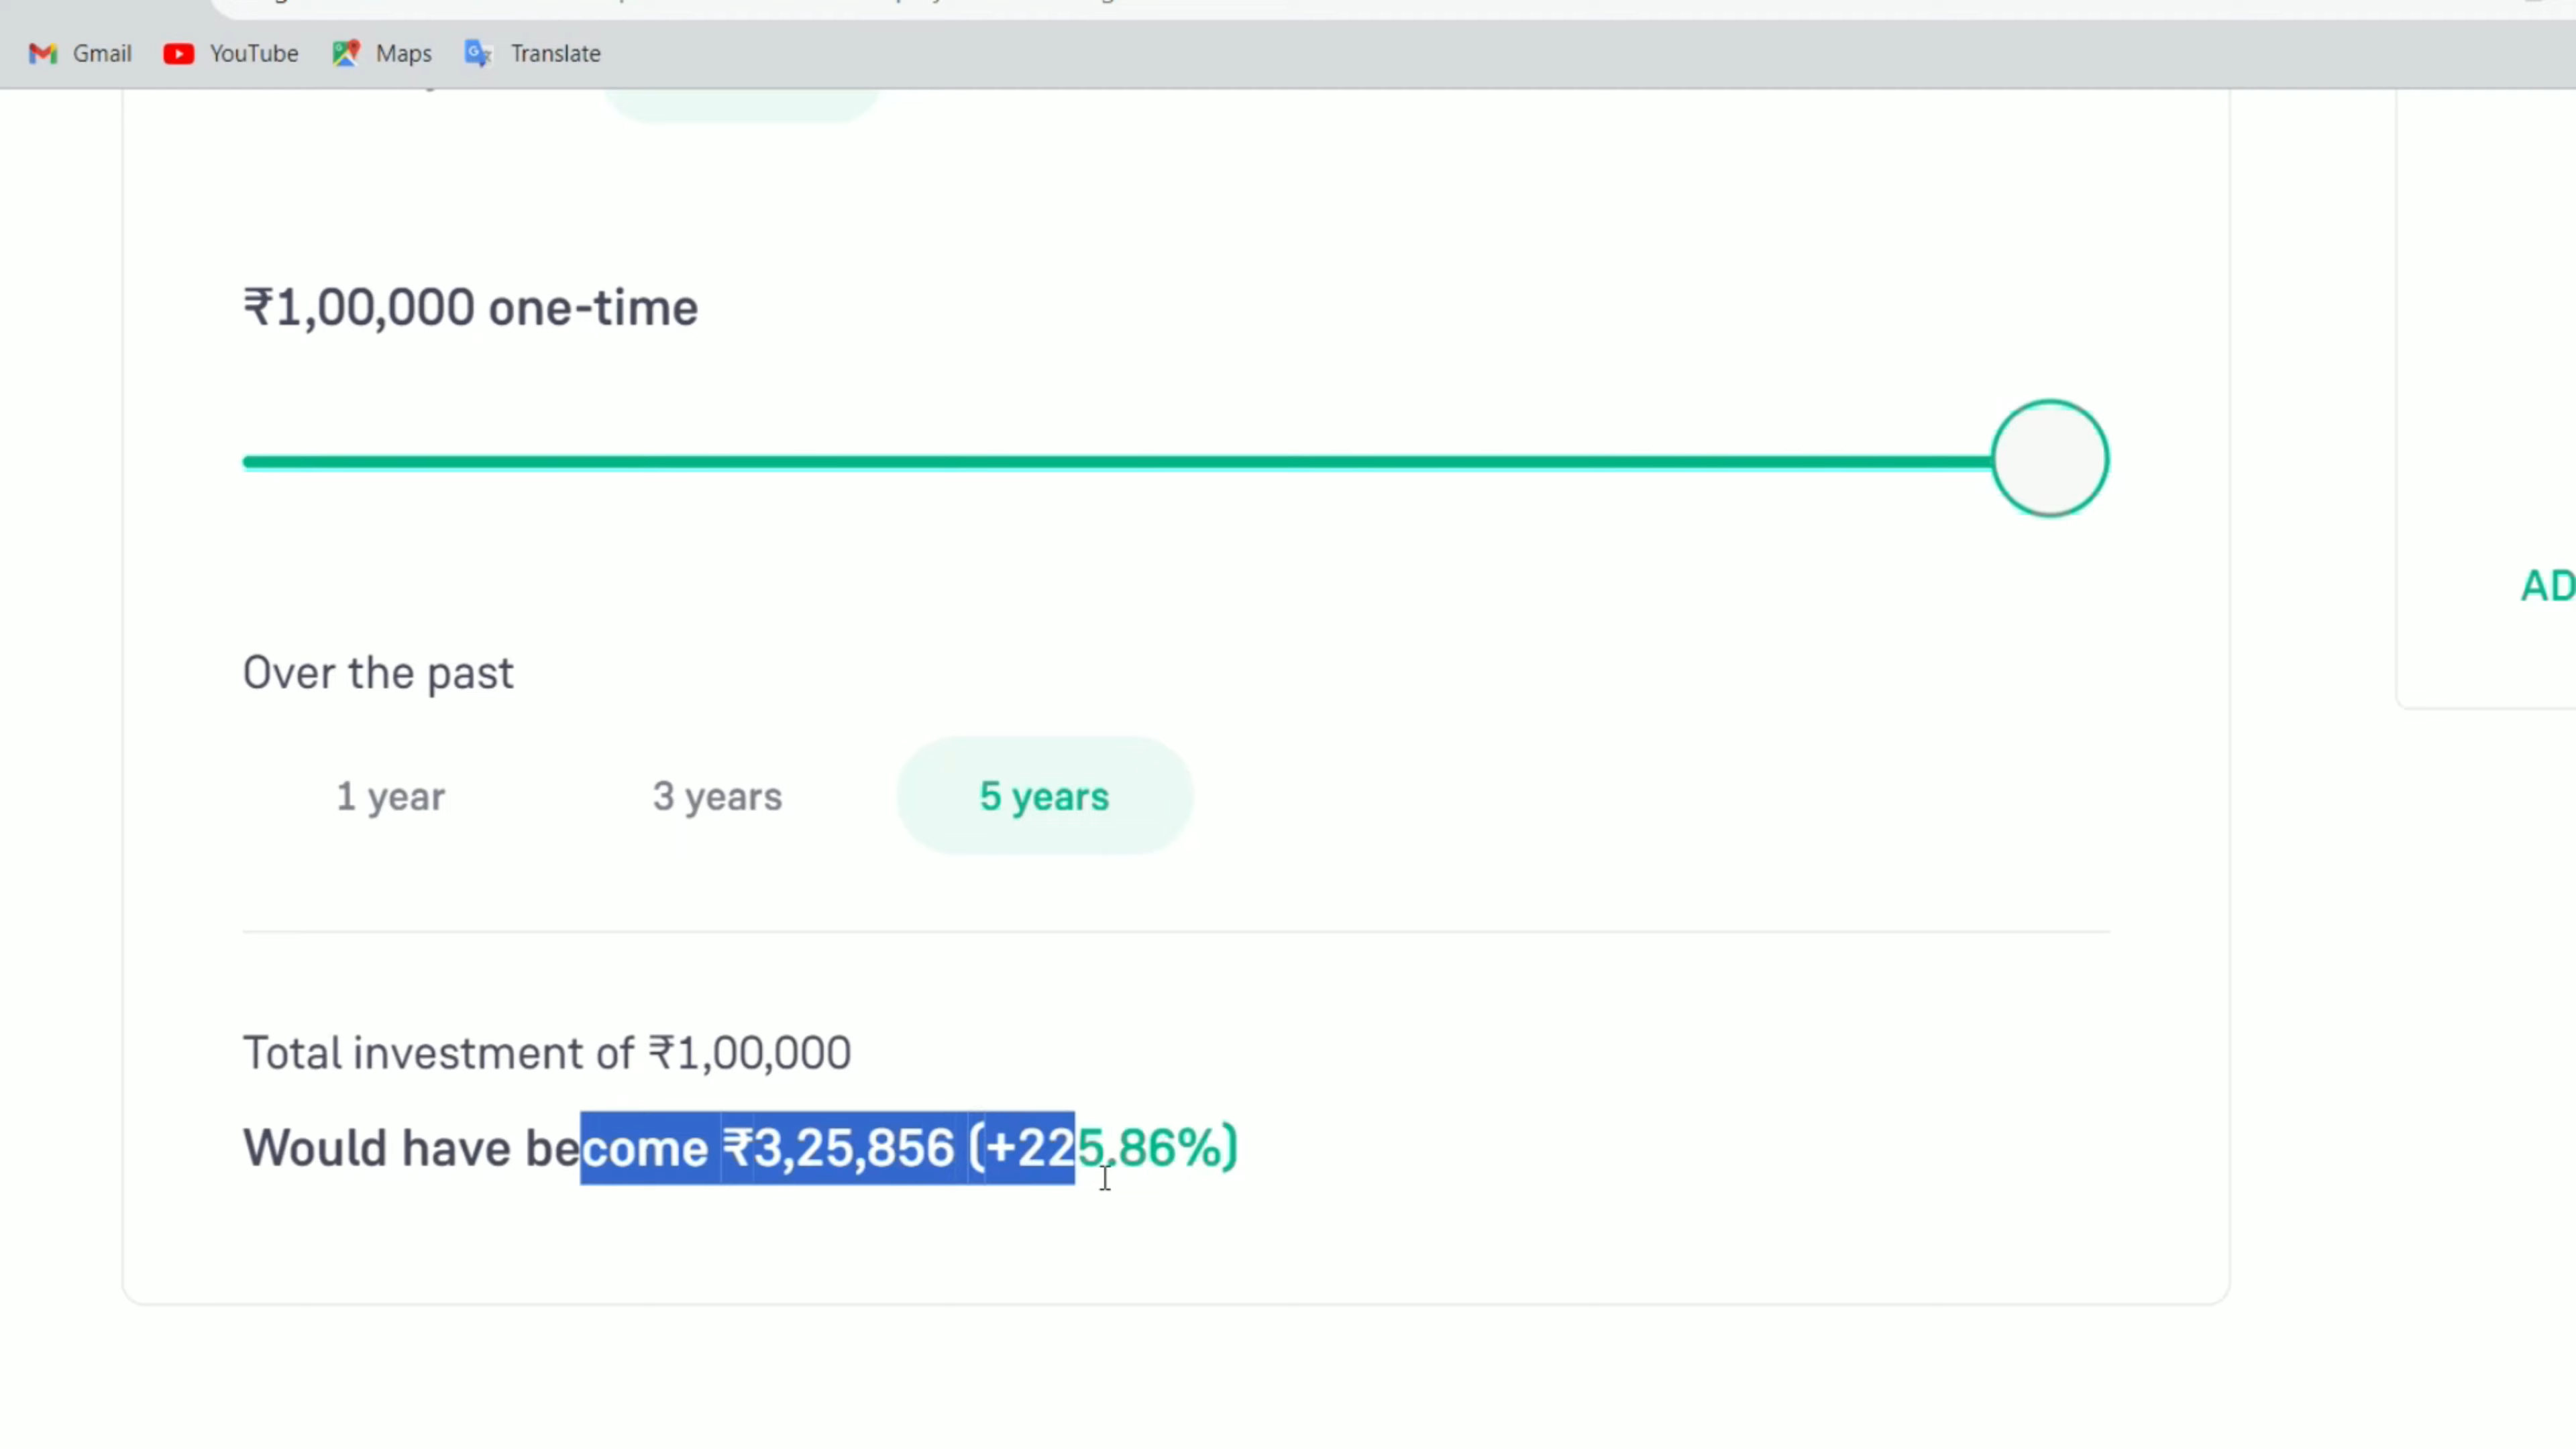 Gmail YouTube Maps Translate
₹1,00,000 one-time
AD
Over the past
1 year 3 years 5 years
Total investment of ₹1,00,000
Would have become ₹3,25,856 (+225.86%)